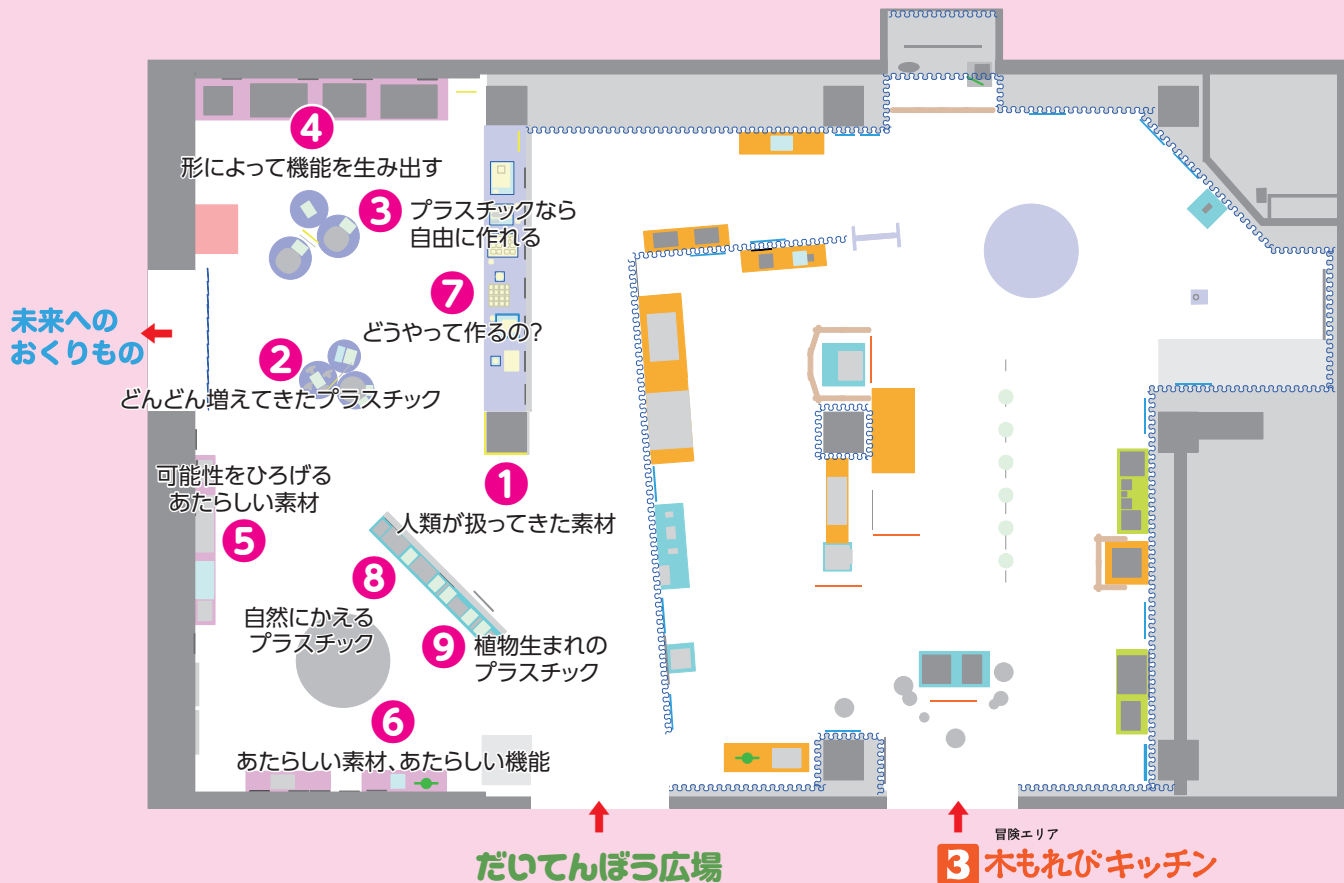 4
形によって機能を生み出す
3
プラスチックなら
自由に作れる
7
どうやって作るの?
未来への
おくりもの
2
どんどん増えてきたプラスチック
可能性をひろげる
あたらしい素材
5
1
人類が扱ってきた素材
8
自然にかえる
プラスチック
9
植物生まれの
プラスチック
6
あたらしい素材、あたらしい機能
だいてんぼう広場
冒険エリア
3 木もれびキッチン